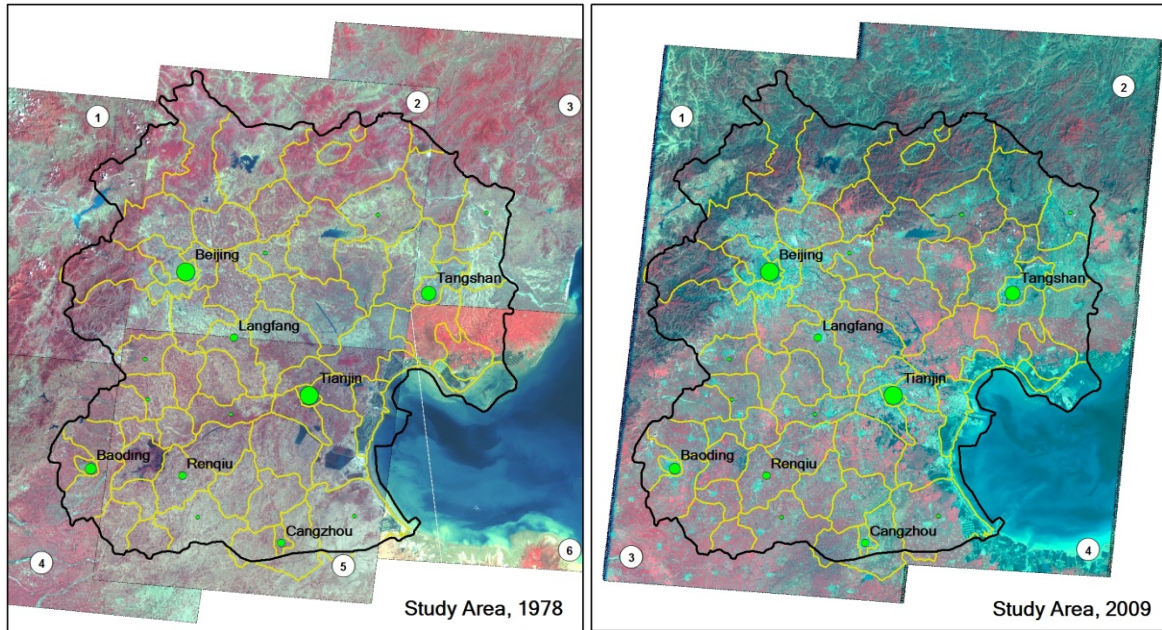 1
2
3
Beijing
Tangshan
Langfang
Tianjin
Baoding
Renqiu
Cangzhou
4
5
6
Study Area, 1978
1
2
Beijing
Tangshan
Langfang
Tianjin
Baoding
Renqiu
Cangzhou
3
4
Study Area, 2009